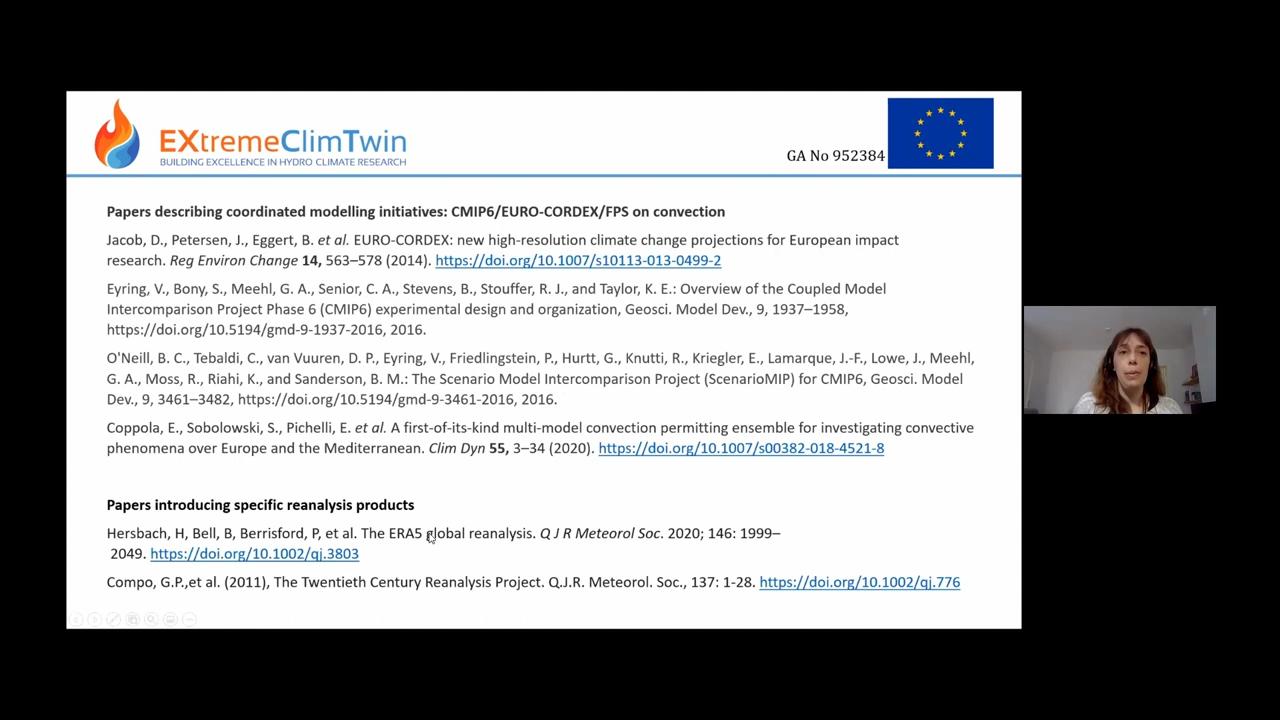 EXtremeClimTwin
BUILDING EXCELLENCE IN HYDRO CLIMATE RESEARCH
GA No 952384
Papers describing coordinated modelling initiatives: CMIP6/EURO-CORDEX/FPS on convection
Jacob, D., Petersen, J., Eggert, B. et al. EURO-CORDEX: new high-resolution climate change projections for European impact
research. Reg Environ Change 14, 563–578 (2014). https://doi.org/10.1007/s10113-013-0499-2
Eyring, V., Bony, S., Meehl, G. A., Senior, C. A., Stevens, B., Stouffer, R. J., and Taylor, K. E.: Overview of the Coupled Model
Intercomparison Project Phase 6 (CMIP6) experimental design and organization, Geosci. Model Dev., 9, 1937–1958,
https://doi.org/10.5194/gmd-9-1937-2016, 2016.
O'Neill, B. C., Tebaldi, C., van Vuuren, D. P., Eyring, V., Friedlingstein, P., Hurtt, G., Knutti, R., Kriegler, E., Lamarque, J.-F., Lowe, J., Meehl,
G. A., Moss, R., Riahi, K., and Sanderson, B. M.: The Scenario Model Intercomparison Project (ScenarioMIP) for CMIP6, Geosci. Model
Dev., 9, 3461–3482, https://doi.org/10.5194/gmd-9-3461-2016, 2016.
Coppola, E., Sobolowski, S., Pichelli, E. et al. A first-of-its-kind multi-model convection permitting ensemble for investigating convective
phenomena over Europe and the Mediterranean. Clim Dyn 55, 3–34 (2020). https://doi.org/10.1007/s00382-018-4521-8
Papers introducing specific reanalysis products
Hersbach, H, Bell, B, Berrisford, P, et al. The ERA5 global reanalysis. Q J R Meteorol Soc. 2020; 146: 1999–
2049. https://doi.org/10.1002/qj.3803
Compo, G.P.,et al. (2011), The Twentieth Century Reanalysis Project. Q.J.R. Meteorol. Soc., 137: 1-28. https://doi.org/10.1002/qj.776